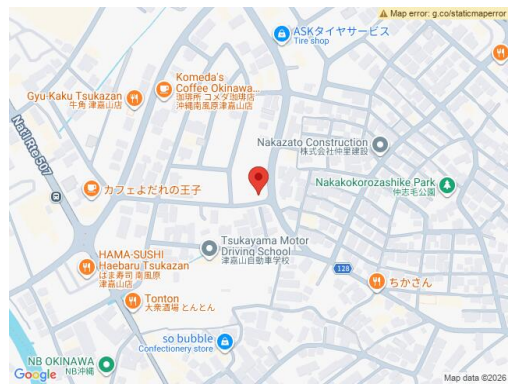 Map error: g.co/staticmaperror
ASKタイヤサービス
Tire shop
Komeda's
Coffee Okinawa...
珈琲所 コメダ珈琲店
沖縄南風原津嘉山店
Gyu-Kaku Tsukazan
牛角 津嘉山店
Nat'l Rte 507
Nakazato Construction
株式会社仲里建設
Nakakokorozashike Park
仲志毛公園
カフェよだれの王子
Tsukayama Motor
Driving School
津嘉山自動車学校
HAMA-SUSHI
Haebaru Tsukazan
はま寿司 南風原
津嘉山店
128
ちかさん
Tonton
大衆酒場 とんとん
so bubble
Confectionery store
NB OKINAWA
NB沖縄
Google
Map data ©2026